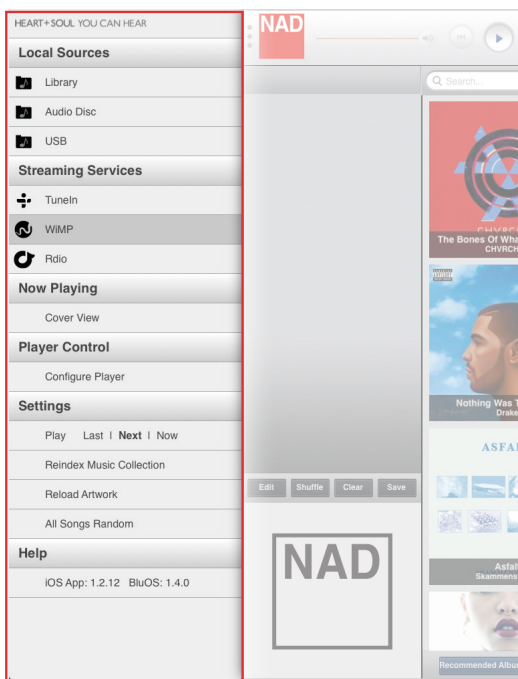 HEART+SOUL YOU CAN HEAR
Local Sources
Library
Audio Disc
USB
Streaming Services
TuneIn
WiMP
Rdio
Now Playing
Cover View
Player Control
Configure Player
Settings
Play Last | Next | Now
Reindex Music Collection
Reload Artwork
All Songs Random
Help
iOS App: 1.2.12 BluOS: 1.4.0
NAD
Search...
The Bones Of Wha
CHVRCH
Nothing Was T
Drake
ASFAL
Asfalt
Skammens
Edit Shuffle Clear Save
NAD
Recommended Albu